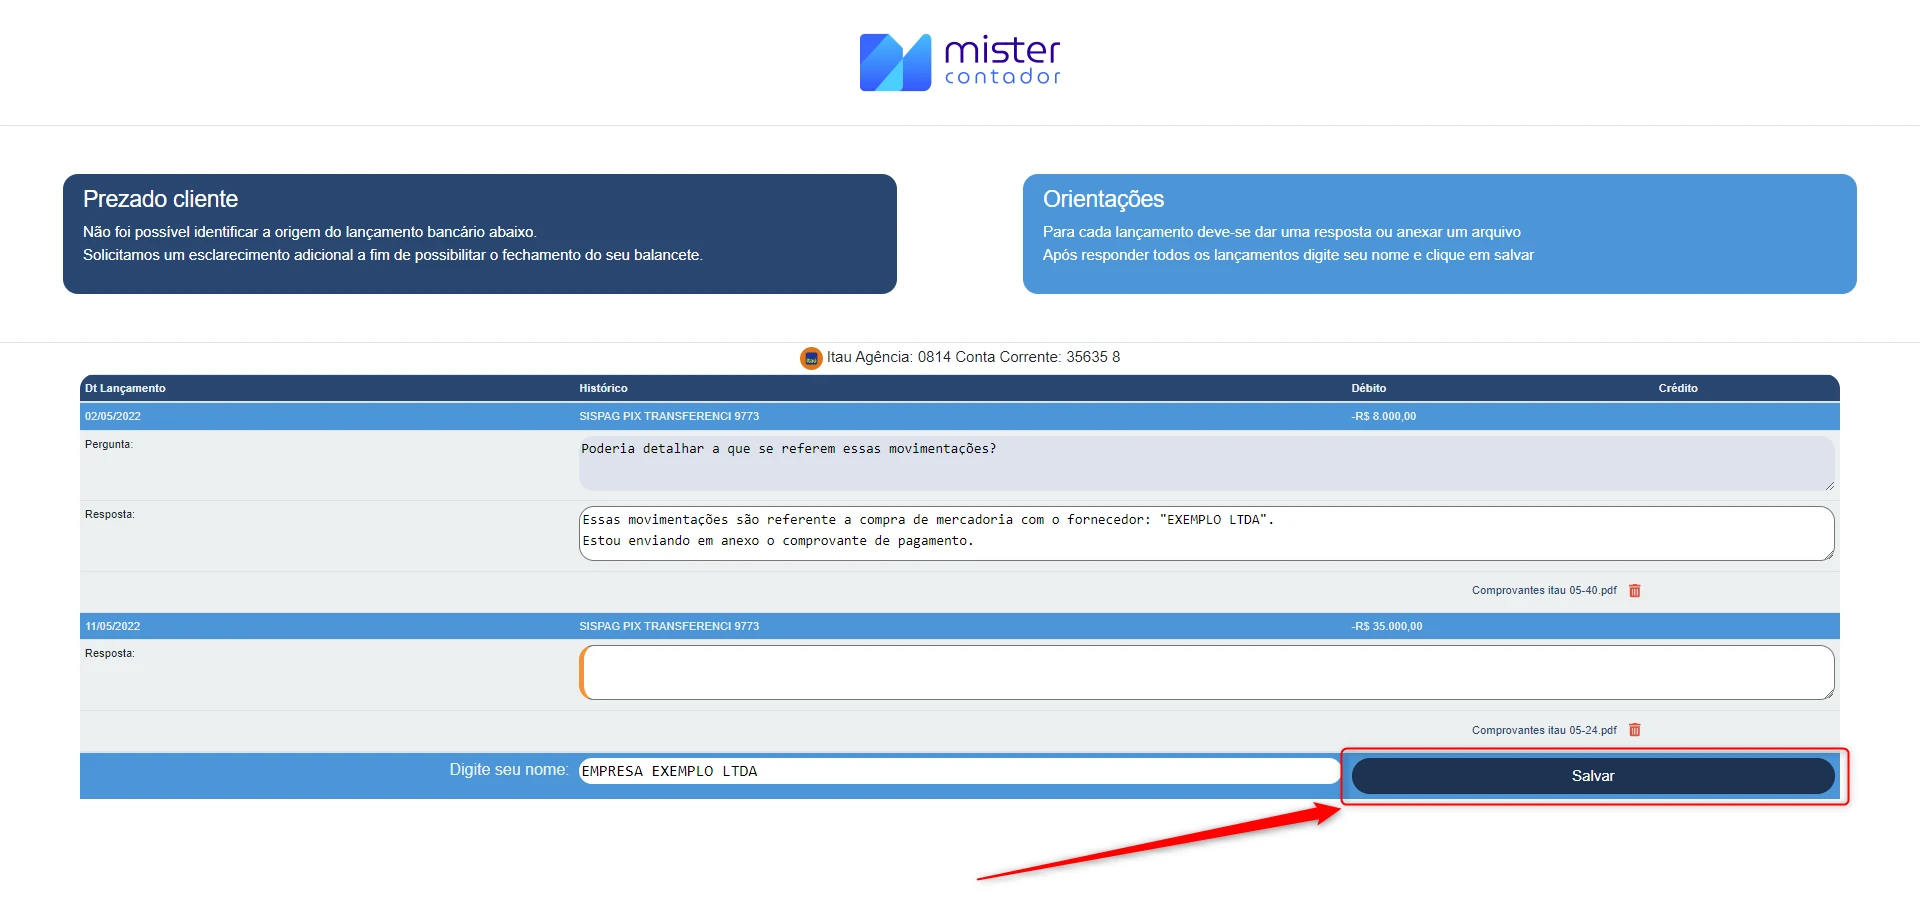 mister
contador
Prezado cliente
Não foi possível identificar a origem do lançamento bancário abaixo.
Solicitamos um esclarecimento adicional a fim de possibilitar o fechamento do seu balancete.
Orientações
Para cada lançamento deve-se dar uma resposta ou anexar um arquivo
Após responder todos os lançamentos digite seu nome e clique em salvar
Itau Agência: 0814 Conta Corrente: 35635 8
Dt Lançamento Histórico Débito Crédito
02/05/2022 SISPAG PIX TRANSFERENCI 9773 -R$ 8.000,00
Pergunta: Poderia detalhar a que se referem essas movimentações?
Resposta: Essas movimentações são referente a compra de mercadoria com o fornecedor: "EXEMPLO LTDA".
Estou enviando em anexo o comprovante de pagamento.
Comprovantes itau 05-40.pdf
11/05/2022 SISPAG PIX TRANSFERENCI 9773 -R$ 35.000,00
Resposta:
Comprovantes itau 05-24.pdf
Digite seu nome: EMPRESA EXEMPLO LTDA Salvar